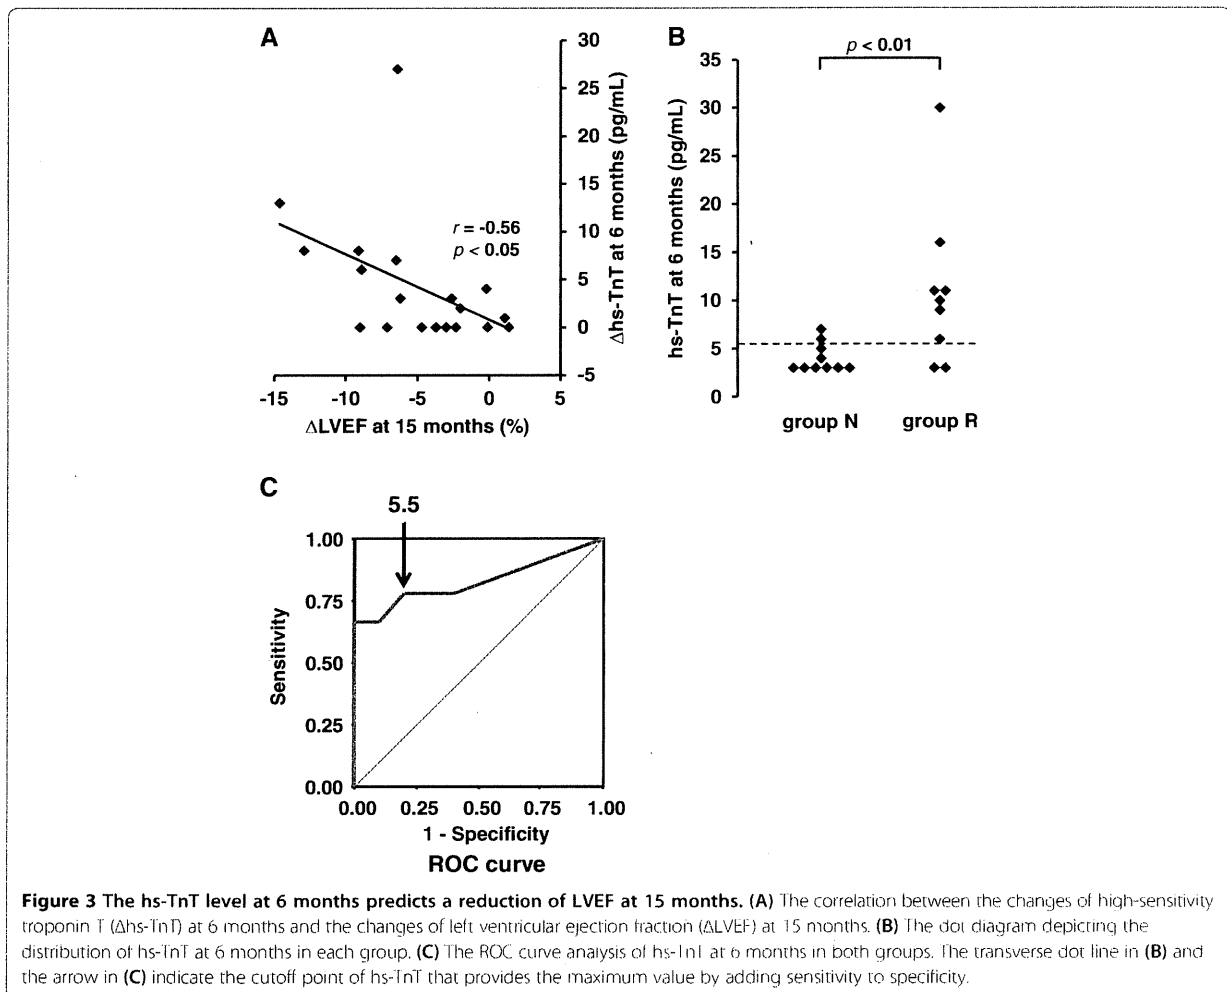 A
30
25
20
15
10
5
0
-5
Δhs-TnT at 6 months (pg/mL)
r = -0.56
p < 0.05
-15 -10 -5 0 5
ΔLVEF at 15 months (%)
B
p < 0.01
35
30
25
20
15
10
5
0
hs-TnT at 6 months (pg/mL)
group N group R
C
5.5
1.00
0.75
0.50
0.25
0.00
Sensitivity
0.00 0.25 0.50 0.75 1.00
1 - Specificity
ROC curve
Figure 3 The hs-TnT level at 6 months predicts a reduction of LVEF at 15 months. (A) The correlation between the changes of high-sensitivity
troponin T (Δhs-TnT) at 6 months and the changes of left ventricular ejection fraction (ΔLVEF) at 15 months. (B) The dot diagram depicting the
distribution of hs-TnT at 6 months in each group. (C) The ROC curve analysis of hs-TnT at 6 months in both groups. The transverse dot line in (B) and
the arrow in (C) indicate the cutoff point of hs-TnT that provides the maximum value by adding sensitivity to specificity.